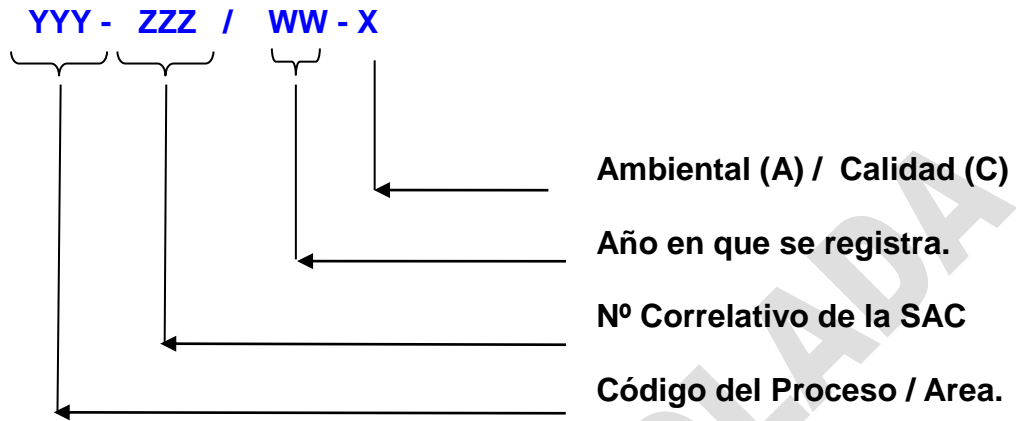 YYY - ZZZ / WW - X
Ambiental (A) / Calidad (C)
Año en que se registra.
Nº Correlativo de la SAC
Código del Proceso / Area.